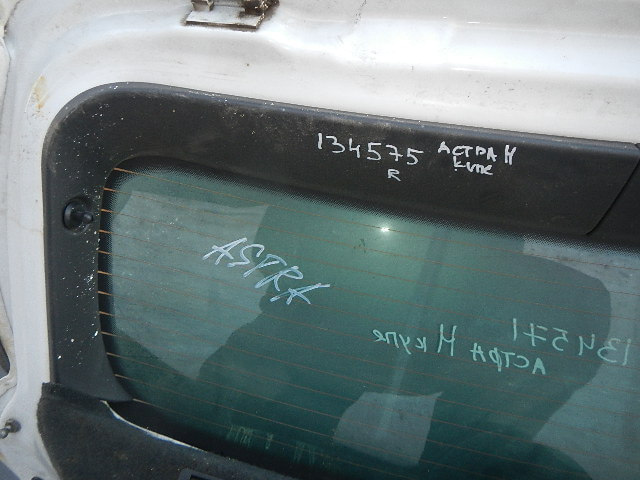 134575 АСТРА H
R купе
ASTRA
134571
АСТРА H купе